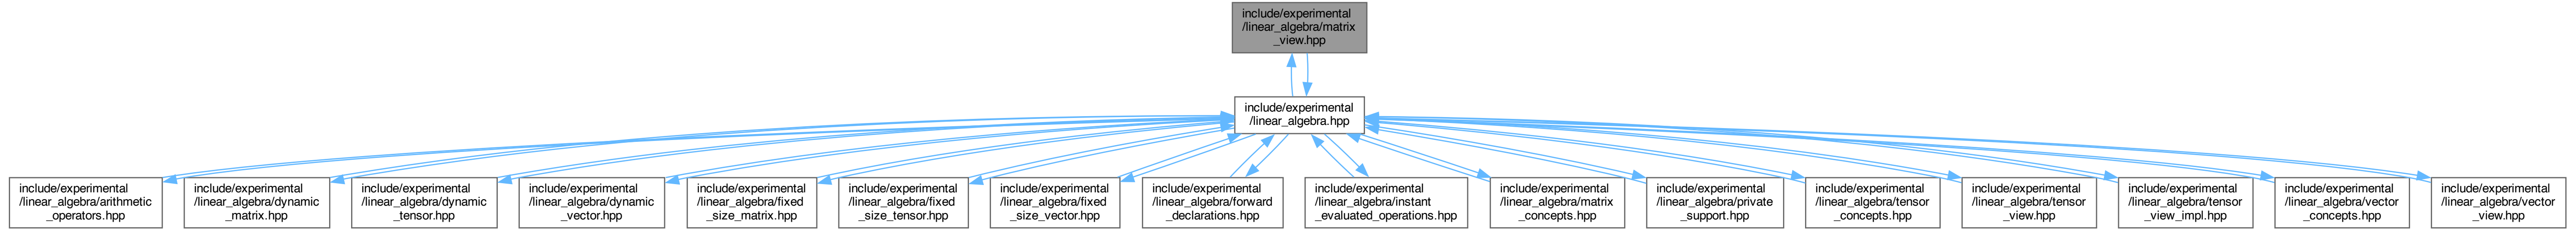 include/experimental
/linear_algebra/matrix
_view.hpp
include/experimental
/linear_algebra.hpp
include/experimental
/linear_algebra/arithmetic
_operators.hpp
include/experimental
/linear_algebra/dynamic
_matrix.hpp
include/experimental
/linear_algebra/dynamic
_tensor.hpp
include/experimental
/linear_algebra/dynamic
_vector.hpp
include/experimental
/linear_algebra/fixed
_size_matrix.hpp
include/experimental
/linear_algebra/fixed
_size_tensor.hpp
include/experimental
/linear_algebra/fixed
_size_vector.hpp
include/experimental
/linear_algebra/forward
_declarations.hpp
include/experimental
/linear_algebra/instant
_evaluated_operations.hpp
include/experimental
/linear_algebra/matrix
_concepts.hpp
include/experimental
/linear_algebra/private
_support.hpp
include/experimental
/linear_algebra/tensor
_concepts.hpp
include/experimental
/linear_algebra/tensor
_view.hpp
include/experimental
/linear_algebra/tensor
_view_impl.hpp
include/experimental
/linear_algebra/vector
_concepts.hpp
include/experimental
/linear_algebra/vector
_view.hpp